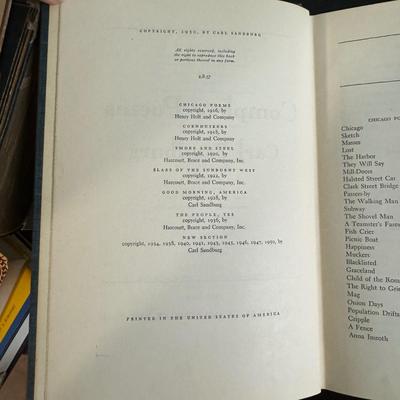 COPYRIGHT, 1950, BY CARL SANDBURG
All rights reserved, including
the right to reproduce this book
or portions thereof in any form.
CHICAGO POEMS
copyright, 1916, by
Henry Holt and Company
CORNHUSKERS
copyright, 1918, by
Henry Holt and Company
SMOKE AND STEEL
copyright, 1920, by
Harcourt, Brace and Company, Inc.
SLABS OF THE SUNBURNT WEST
copyright, 1922, by
Harcourt, Brace and Company, Inc.
GOOD MORNING, AMERICA
copyright, 1928, by
Carl Sandburg
THE PEOPLE, YES
copyright, 1936, by
Harcourt, Brace and Company, Inc.
NEW SECTION
copyright, 1934, 1938, 1940, 1941, 1943, 1945, 1946, 1947, 1950, by
Carl Sandburg
PRINTED IN THE UNITED STATES OF AMERICA
CHICAGO PO
Chicago
Sketch
Masses
Lost
The Harbor
They Will Say
Mill-Doors
Halsted Street Car
Clark Street Bridge
Passers-by
The Walking Man
Subway
The Shovel Man
A Teamster's Farew
Fish Crier
Picnic Boat
Happiness
Muckers
Blacklisted
Graceland
Child of the Roma
The Right to Grie
Mag
Onion Days
Population Drifts
Cripple
A Fence
Anna Imroth